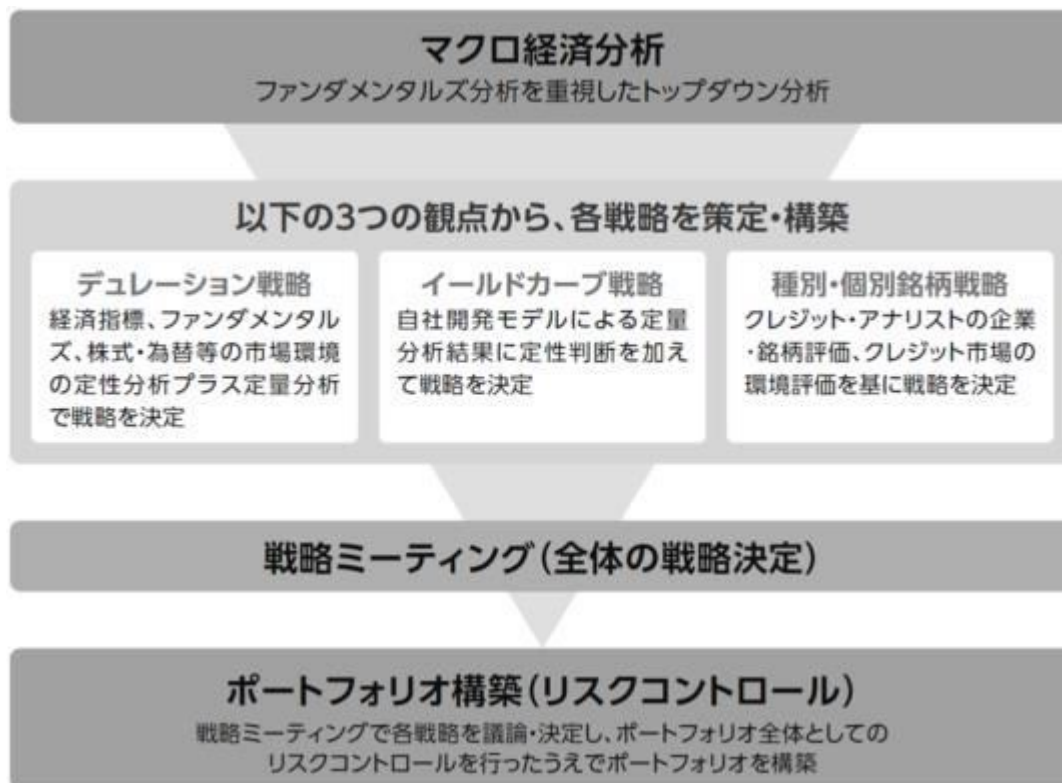 マクロ経済分析
ファンダメンタルズ分析を重視したトップダウン分析
以下の3つの観点から、各戦略を策定・構築
デュレーション戦略
経済指標、ファンダメンタル
ズ、株式・為替等の市場環境
の定性分析プラス定量分析
で戦略を決定
イールドカーブ戦略
自社開発モデルによる定量
分析結果に定性判断を加え
て戦略を決定
種別・個別銘柄戦略
クレジット・アナリストの企業
・銘柄評価、クレジット市場の
環境評価を基に戦略を決定
戦略ミーティング(全体の戦略決定)
ポートフォリオ構築(リスクコントロール)
戦略ミーティングで各戦略を議論・決定し、ポートフォリオ全体としての
リスクコントロールを行ったうえでポートフォリオを構築